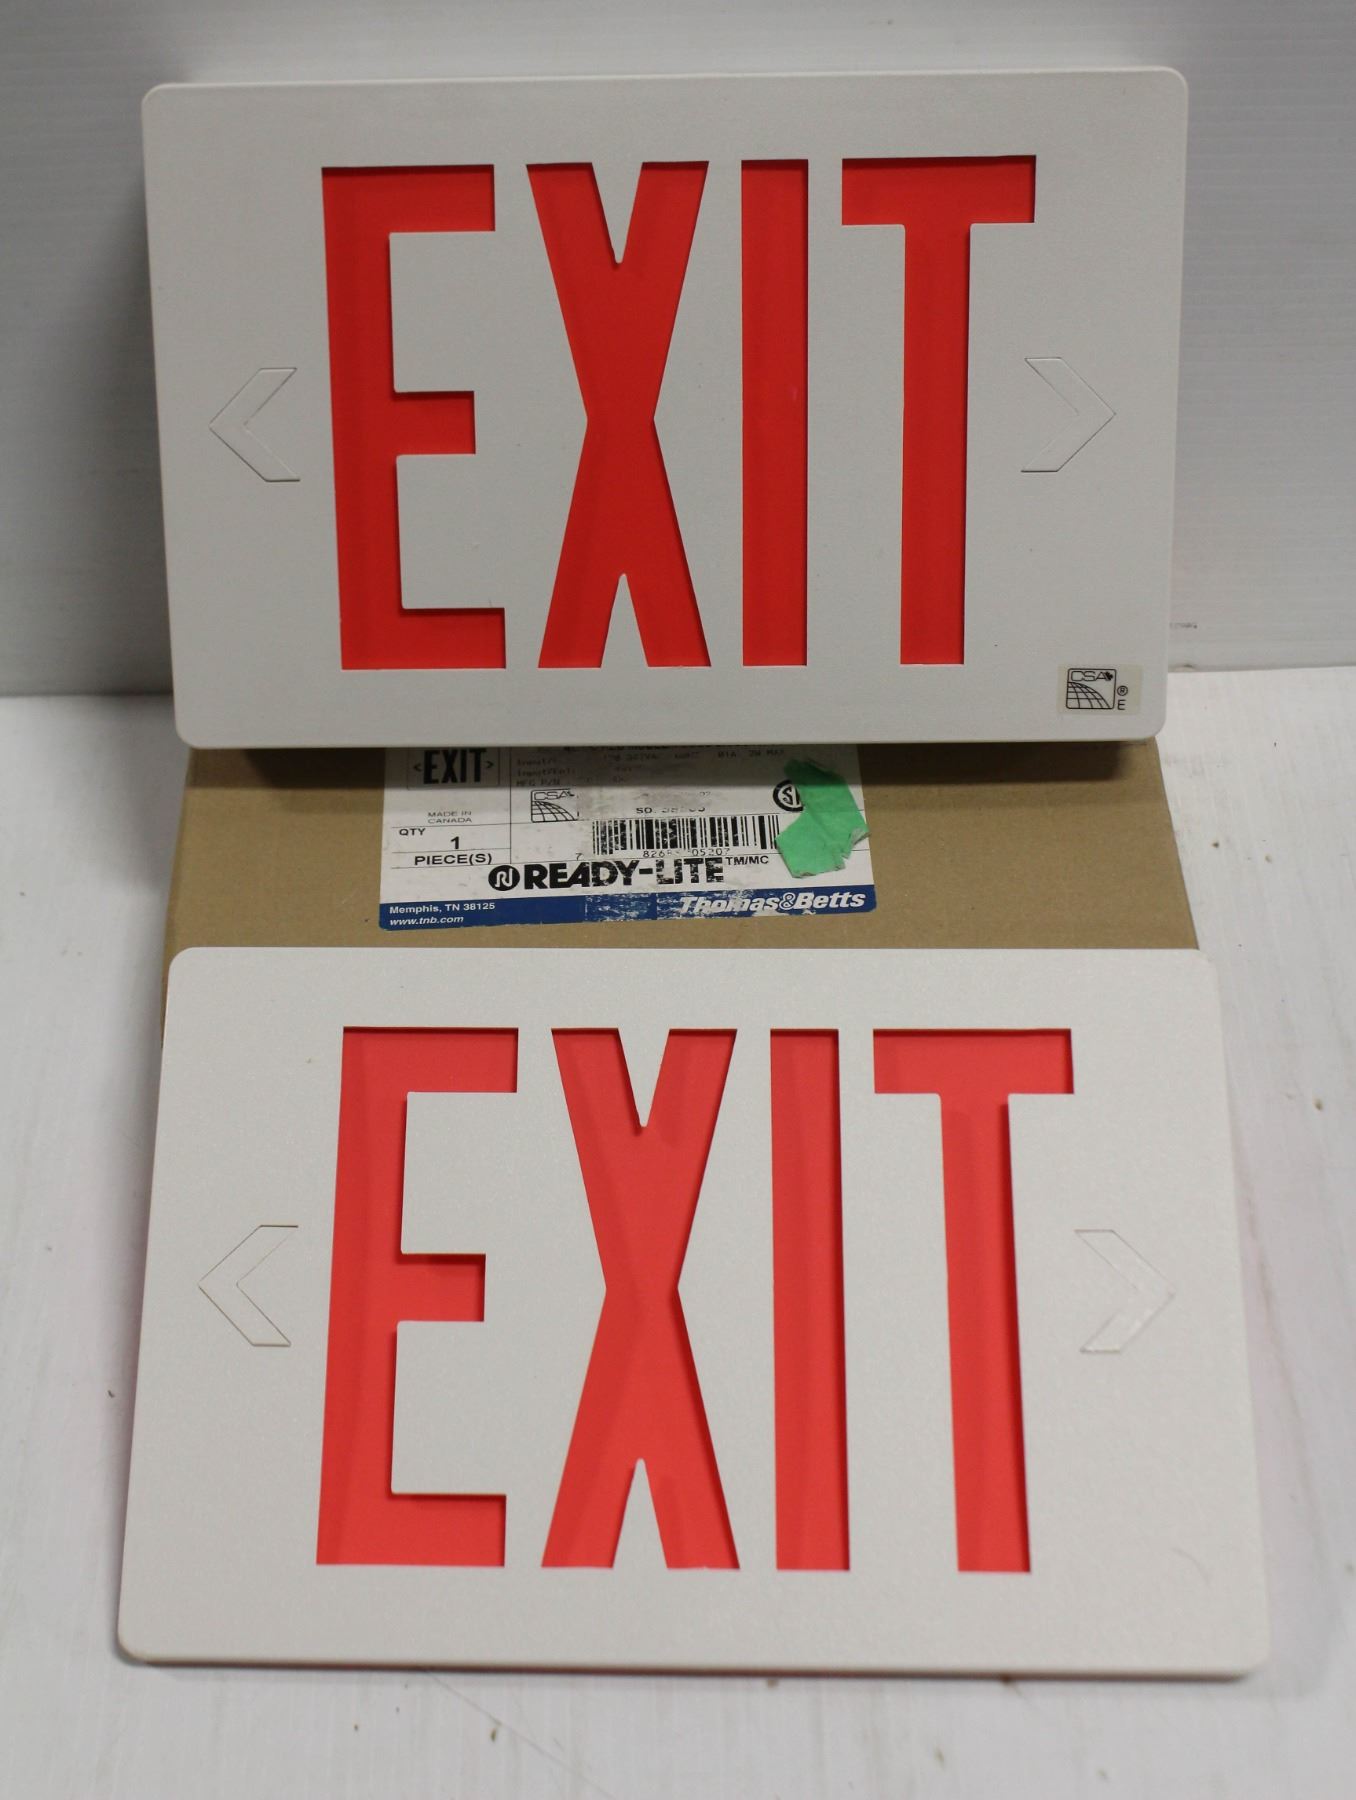 EXIT
CSA
®
E
EXIT
MADE IN
CANADA
QTY
1
PIECE(S)
CSA
READY-LITE TM/MC
Memphis, TN 38125
www.tnb.com
Thomas&Betts
EXIT